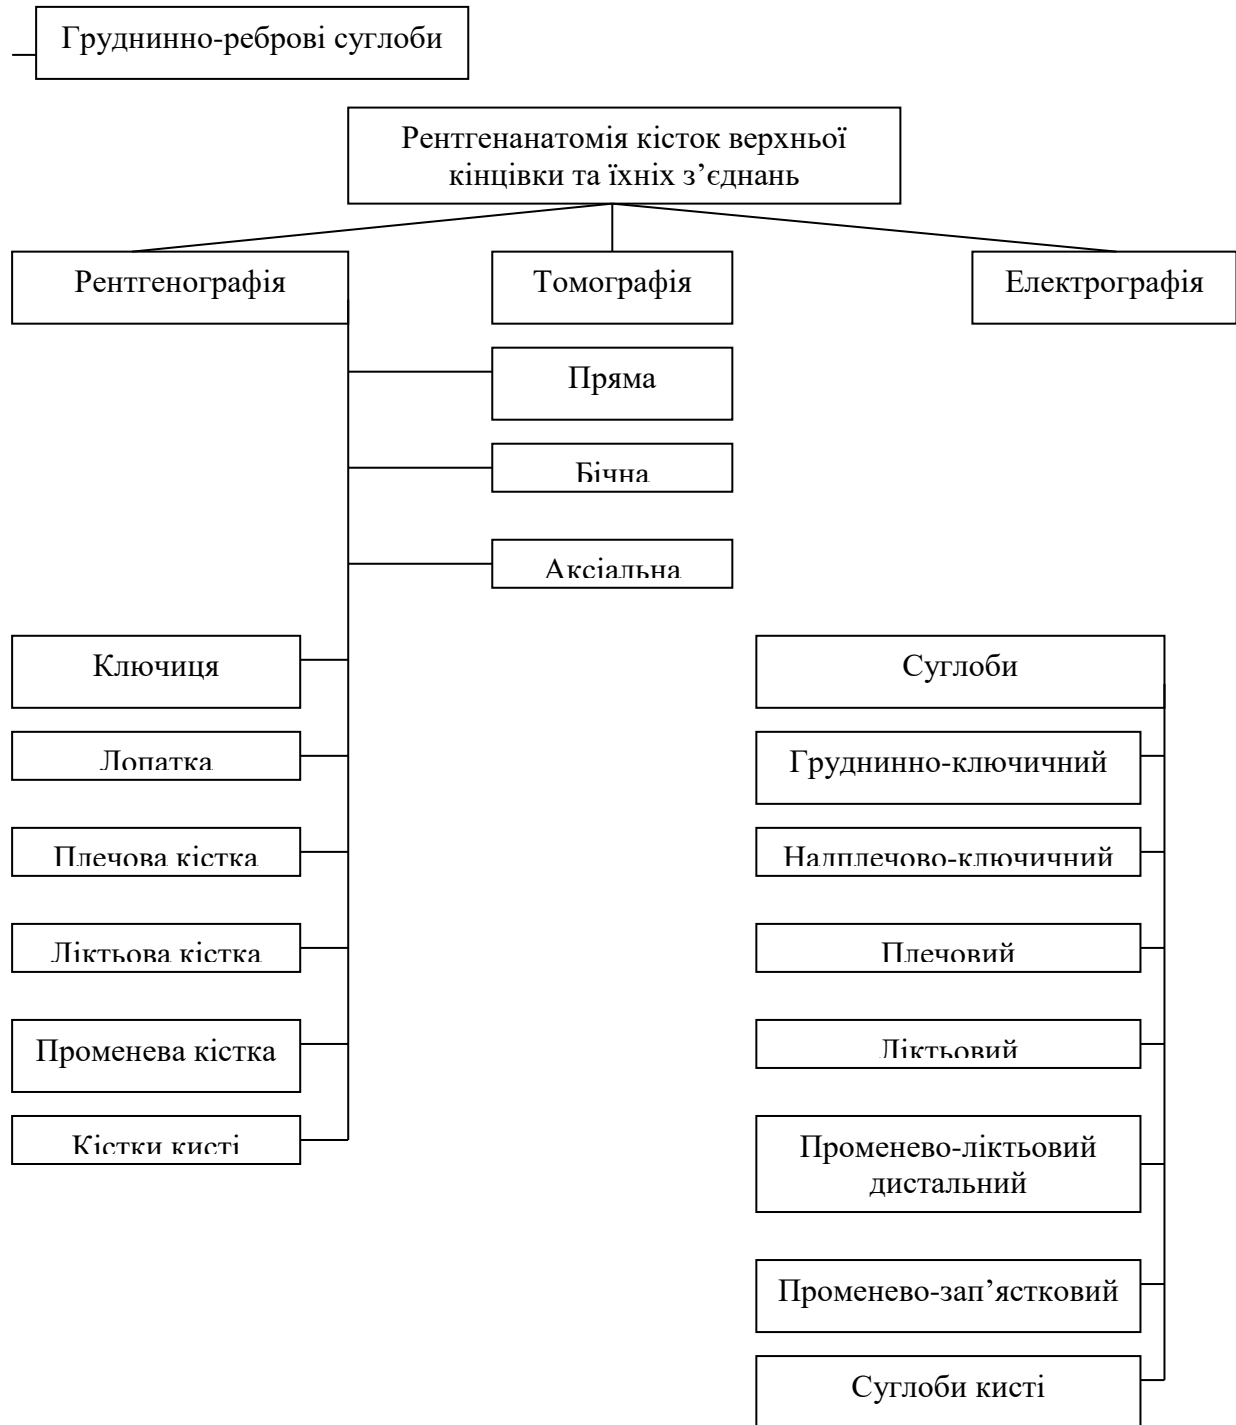 Груднинно-реброві суглоби
Рентгенанатомія кісток верхньої
кінцівки та їхніх з’єднань
Рентгенографія
Томографія
Електрографія
Пряма
Бічна
Аксіальна
Ключиця
Лопатка
Плечова кістка
Ліктьова кістка
Променева кістка
Кістки кисті
Суглоби
Груднинно-ключичний
Надплечово-ключичний
Плечовий
Ліктьовий
Променево-ліктьовий
дистальний
Променево-зап’ястковий
Суглоби кисті